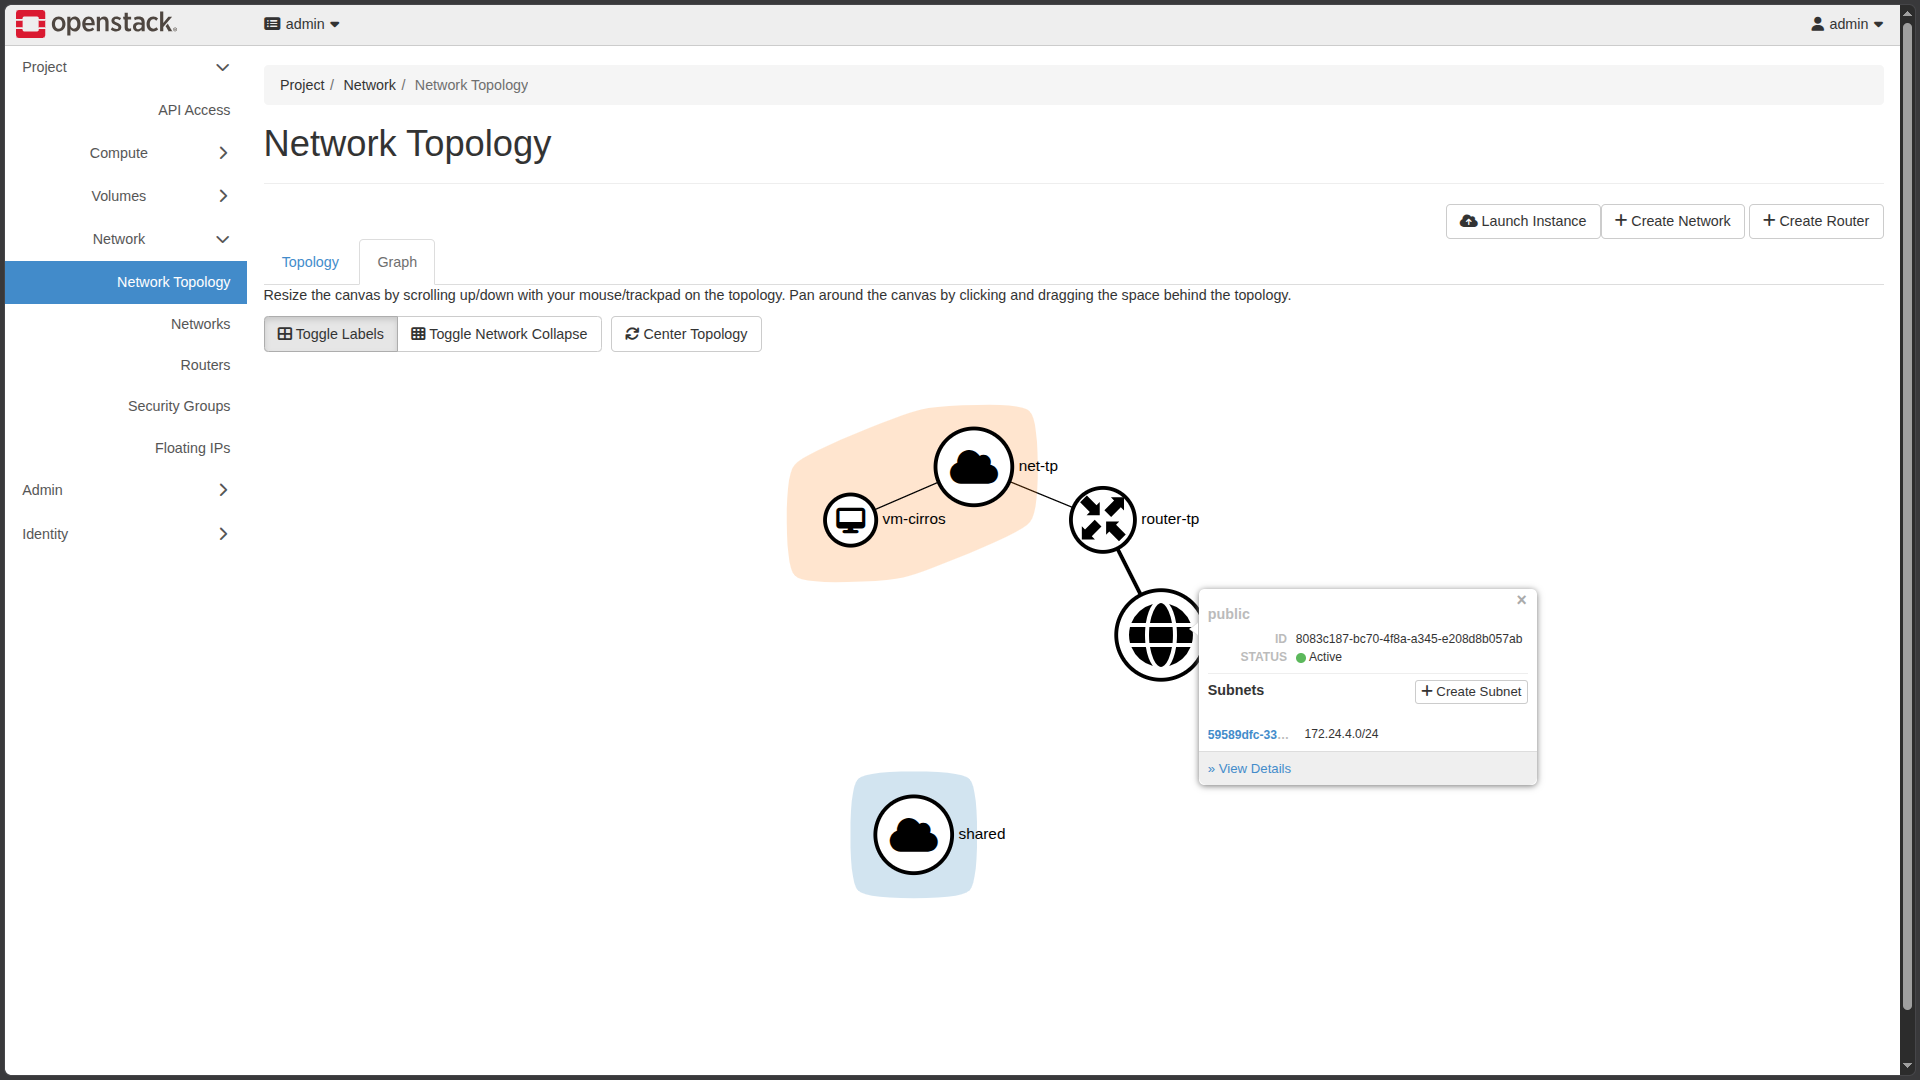 openstack.
admin
admin
Project
API Access
Compute
Volumes
Network
Network Topology
Networks
Routers
Security Groups
Floating IPs
Admin
Identity
Project / Network / Network Topology
Network Topology
Launch Instance
+ Create Network
+ Create Router
Topology
Graph
Resize the canvas by scrolling up/down with your mouse/trackpad on the topology. Pan around the canvas by clicking and dragging the space behind the topology.
Toggle Labels
Toggle Network Collapse
Center Topology
net-tp
vm-cirros
router-tp
×
public
ID 8083c187-bc70-4f8a-a345-e208d8b057ab
STATUS Active
Subnets
+ Create Subnet
59589dfc-33... 172.24.4.0/24
» View Details
shared